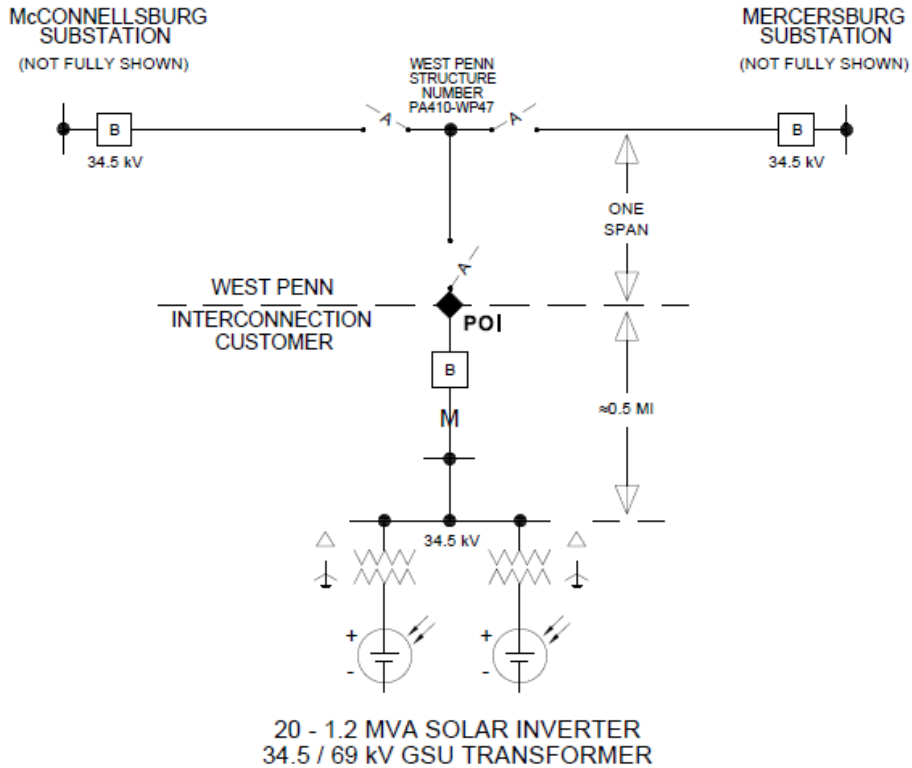 McCONNELLSBURG
SUBSTATION
(NOT FULLY SHOWN)
MERCERSBURG
SUBSTATION
(NOT FULLY SHOWN)
WEST PENN
STRUCTURE
NUMBER
PA410-WP47
A
A
B
B
34.5 kV
34.5 kV
ONE
SPAN
A
WEST PENN
POI
INTERCONNECTION
CUSTOMER
B
≈0.5 MI
M
34.5 kV
+
-
+
-
20 - 1.2 MVA SOLAR INVERTER
34.5 / 69 kV GSU TRANSFORMER